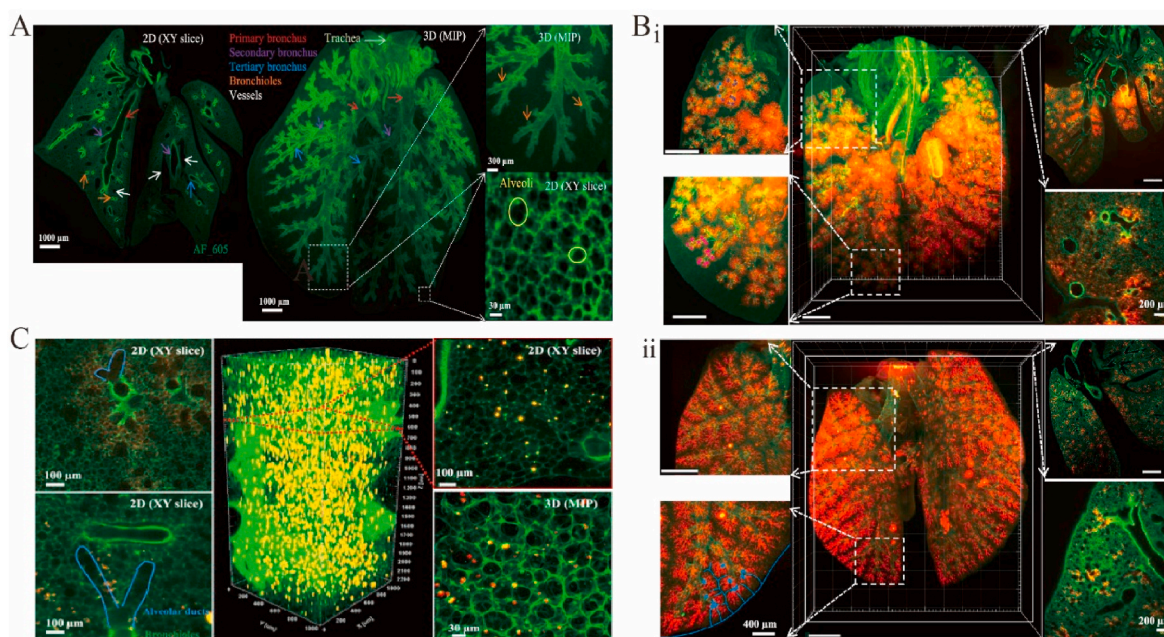 A
2D (XY slice)
Primary bronchus
Secondary bronchus
Tertiary bronchus
Bronchioles
Vessels
Trachea
3D (MIP)
3D (MIP)
300 µm
1000 µm
AF_605
1000 µm
Alveoli
2D (XY slice)
30 µm
B i
200 µm
C
2D (XY slice)
100 µm
2D (XY slice)
100 µm
2D (XY slice)
Alveolar ducts
100 µm
3D (MIP)
30 µm
ii
400 µm
200 µm